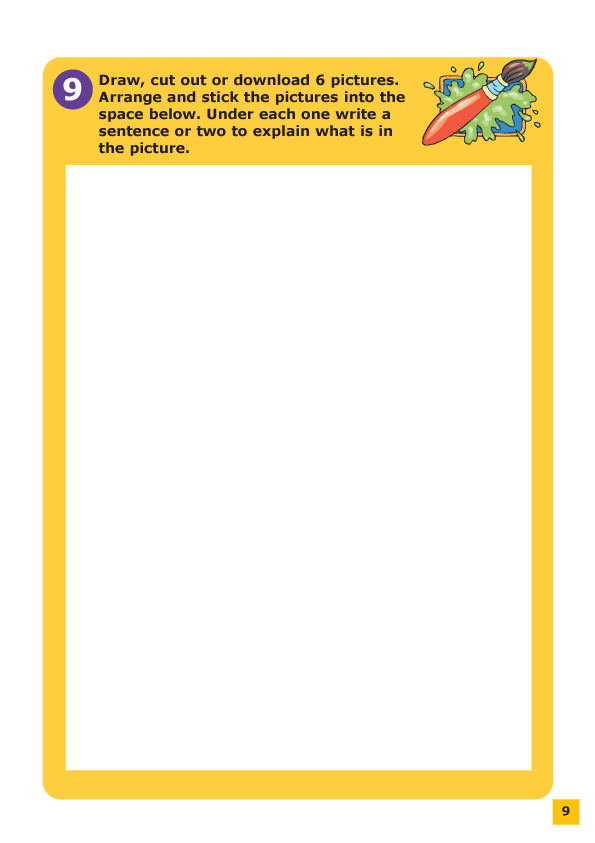 9
Draw, cut out or download 6 pictures.
Arrange and stick the pictures into the
space below. Under each one write a
sentence or two to explain what is in
the picture.
9